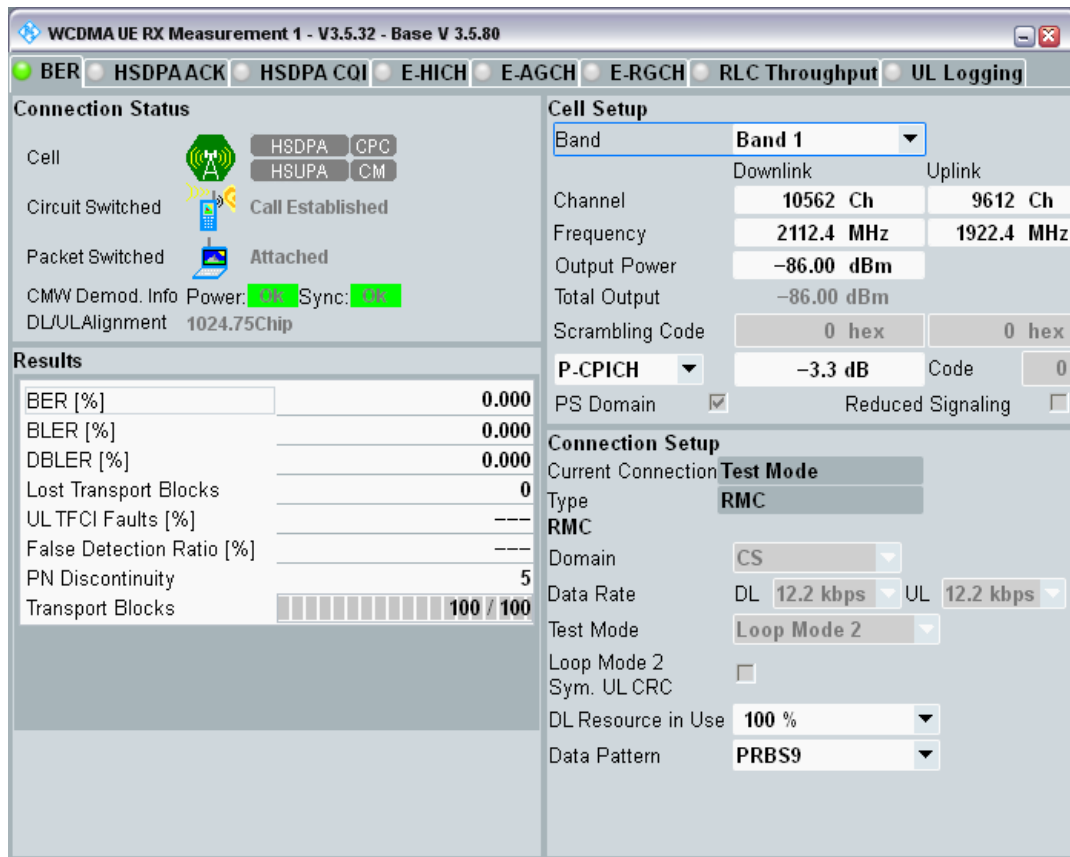 WCDMA UE RX Measurement 1 - V3.5.32 - Base V 3.5.80
BER HSDPA ACK HSDPA CQI E-HICH E-AGCH E-RGCH RLC Throughput UL Logging
Connection Status
Cell HSDPA CPC
HSUPA CM
Circuit Switched Call Established
Packet Switched Attached
CMW Demod. Info Power: Ok Sync: Ok
DL/ULAlignment 1024.75Chip
Results
BER [%] 0.000
BLER [%] 0.000
DBLER [%] 0.000
Lost Transport Blocks 0
UL TFCI Faults [%] ---
False Detection Ratio [%] ---
PN Discontinuity 5
Transport Blocks 100 / 100
Cell Setup
Band Band 1
Downlink Uplink
Channel 10562 Ch 9612 Ch
Frequency 2112.4 MHz 1922.4 MHz
Output Power −86.00 dBm
Total Output −86.00 dBm
Scrambling Code 0 hex 0 hex
P-CPICH −3.3 dB Code 0
PS Domain Reduced Signaling
Connection Setup
Current Connection Test Mode
Type RMC
RMC
Domain CS
Data Rate DL 12.2 kbps UL 12.2 kbps
Test Mode Loop Mode 2
Loop Mode 2
Sym. UL CRC
DL Resource in Use 100 %
Data Pattern PRBS9